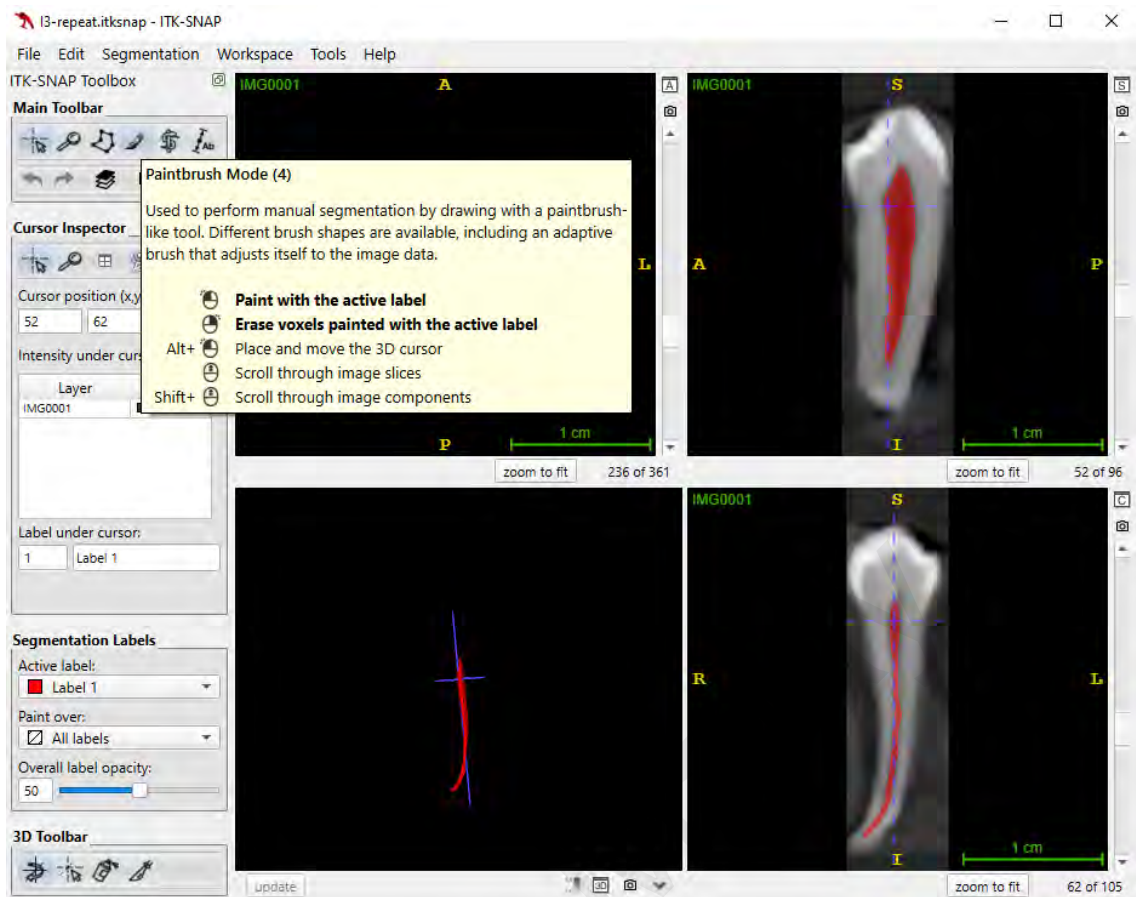 I3-repeat.itksnap - ITK-SNAP
File Edit Segmentation Workspace Tools Help
ITK-SNAP Toolbox
Main Toolbar
Ab
Paintbrush Mode (4)
Used to perform manual segmentation by drawing with a paintbrush-
like tool. Different brush shapes are available, including an adaptive
brush that adjusts itself to the image data.
Paint with the active label
Erase voxels painted with the active label
Alt+ Place and move the 3D cursor
Scroll through image slices
Shift+ Scroll through image components
Cursor Inspector
Cursor position (x,y
52 62
Intensity under curs
Layer
IMG0001
Label under cursor:
1 Label 1
Segmentation Labels
Active label:
Label 1
Paint over:
All labels
Overall label opacity:
50
3D Toolbar
IMG0001
A
L
P
1 cm
zoom to fit 236 of 361
A
IMG0001
S
A
P
I
1 cm
zoom to fit 52 of 96
S
update
3D
IMG0001
S
R
L
I
1 cm
zoom to fit 62 of 105
C